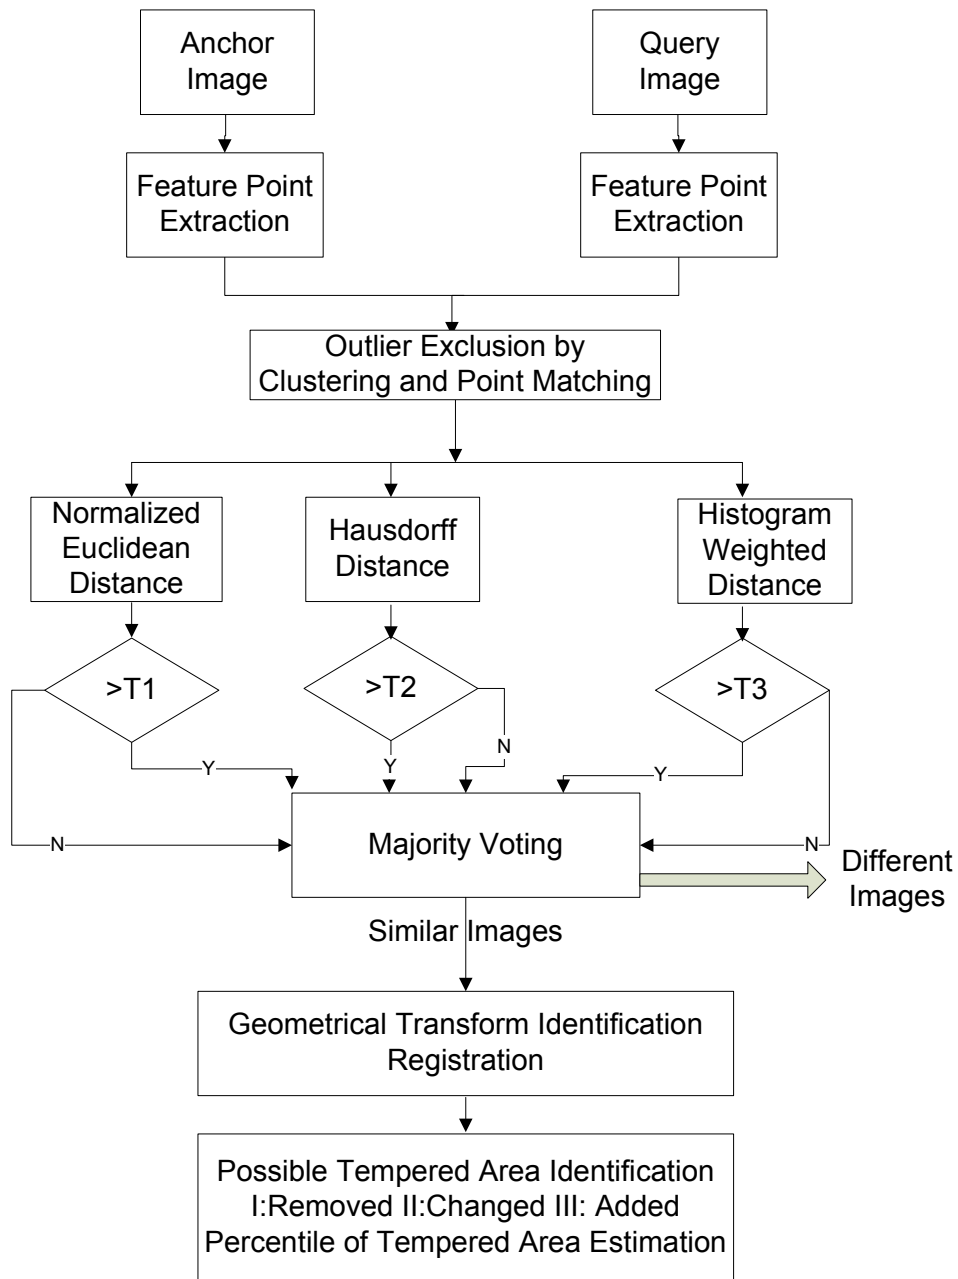 Anchor
Image
Query
Image
Feature Point
Extraction
Feature Point
Extraction
Outlier Exclusion by
Clustering and Point Matching
Normalized
Euclidean
Distance
Hausdorff
Distance
Histogram
Weighted
Distance
>T1
>T2
>T3
N
Y
Y
Y
N
Majority Voting
N
Different
Images
Similar Images
Geometrical Transform Identification
Registration
Possible Tempered Area Identification
I:Removed II:Changed III: Added
Percentile of Tempered Area Estimation